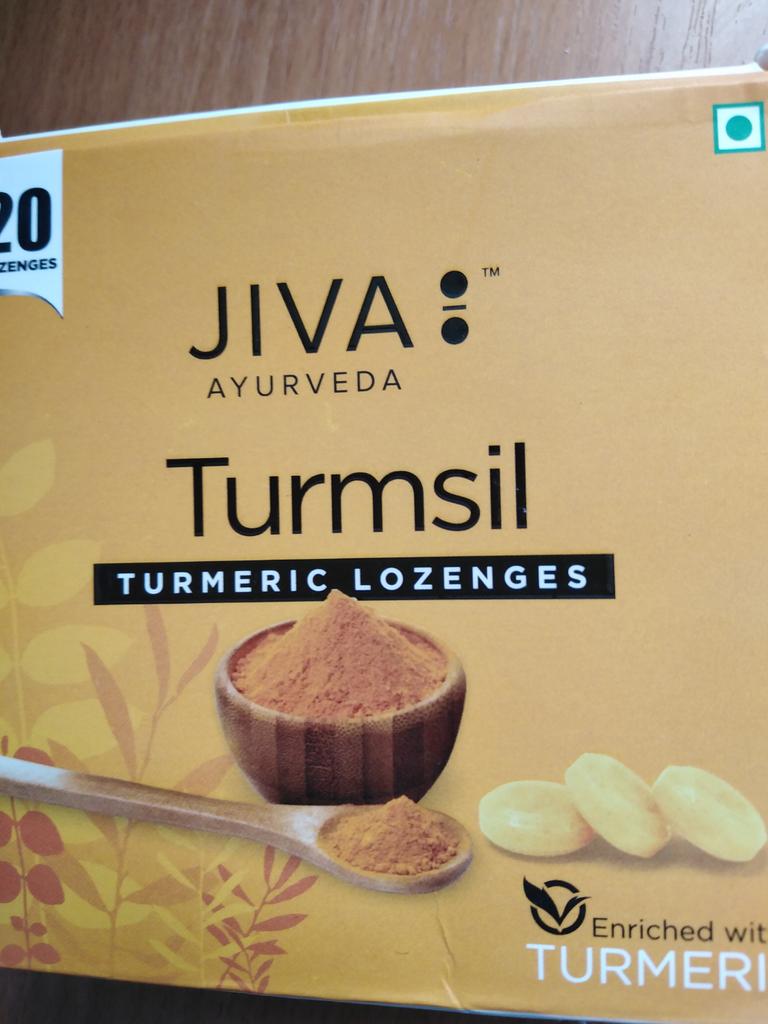 20
ZENGES
JIVA ™
AYURVEDA
Turmsil
TURMERIC LOZENGES
Enriched wit
TURMERI